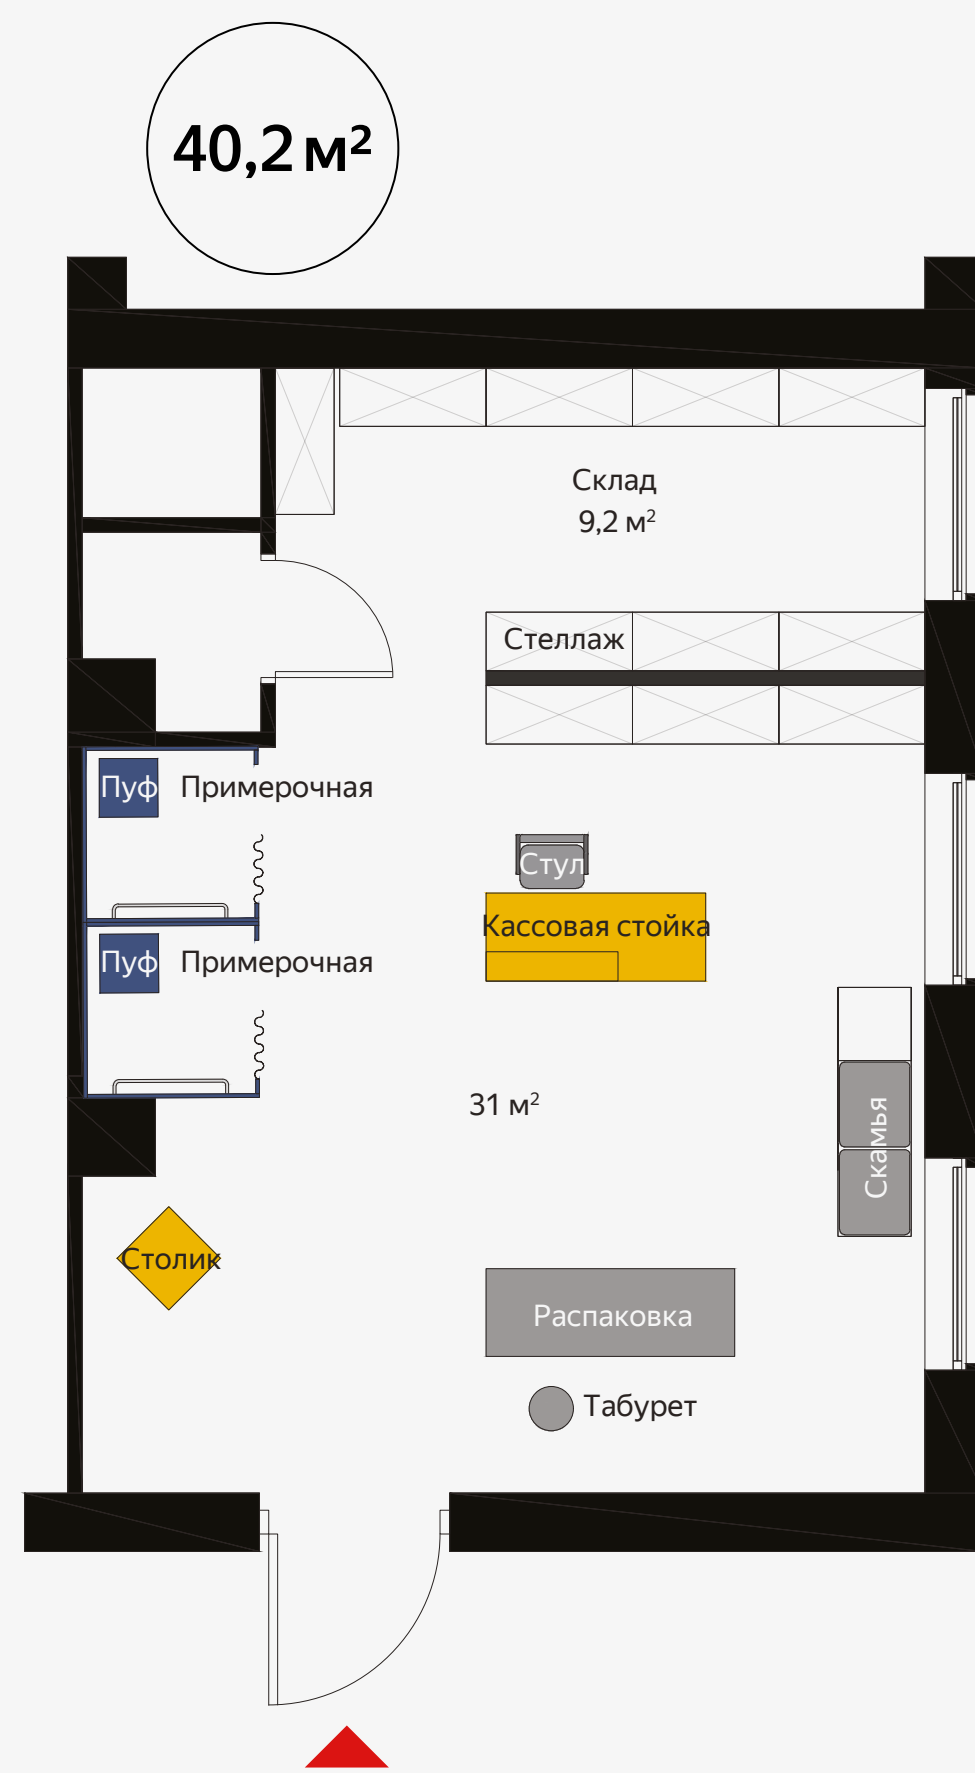 40,2 м²
Склад
9,2 м²
Стеллаж
Пуф Примерочная
Стул
Кассовая стойка
Пуф Примерочная
31 м²
Скамья
Столик
Распаковка
Табурет